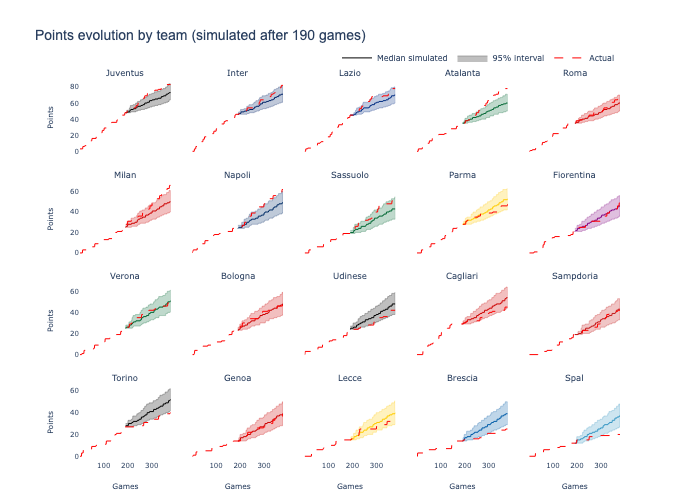 Points evolution by team (simulated after 190 games)
Median simulated 95% interval Actual
Juventus Inter Lazio Atalanta Roma
80
60
40
20
0
Points
Milan Napoli Sassuolo Parma Fiorentina
60
40
20
0
Points
Verona Bologna Udinese Cagliari Sampdoria
60
40
20
0
Points
Torino Genoa Lecce Brescia Spal
60
40
20
0
Points
100 200 300 100 200 300 100 200 300 100 200 300 100 200 300
Games Games Games Games Games